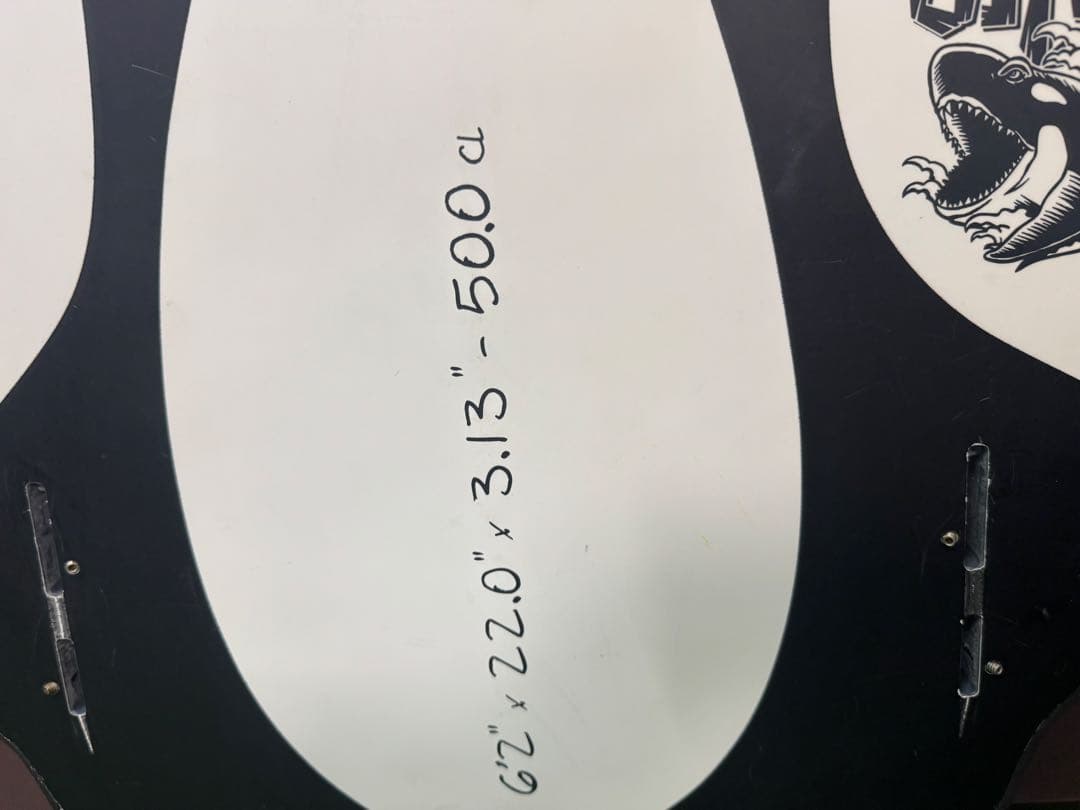 6'2" x 22.0" x 3.13" - 50.0 cl